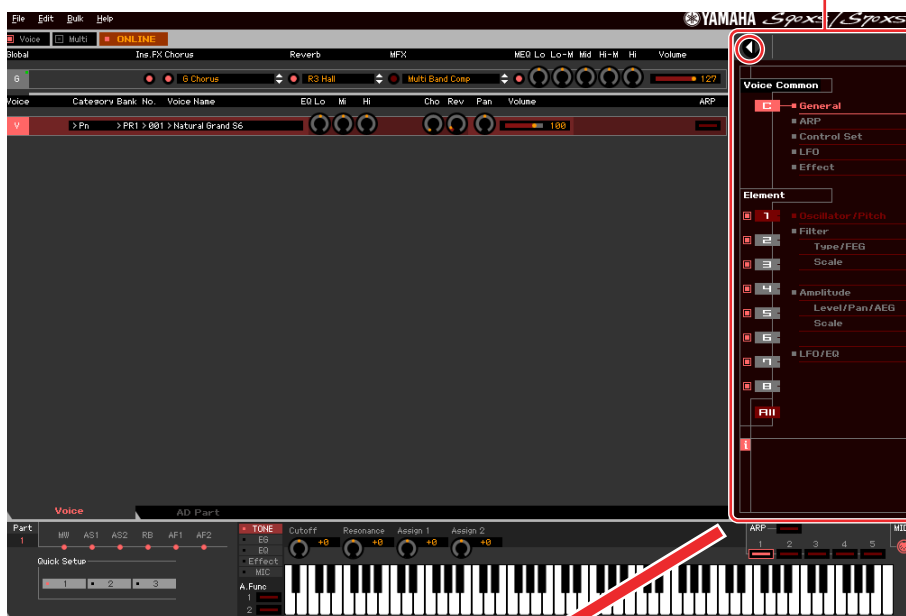 File Edit Bulk Help
YAMAHA S90XS/S70XS
Voice Multi ONLINE
Global Ins.FX Chorus Reverb MFX MEQ Lo Lo-M Mid Hi-M Hi Volume
G G Chorus R3 Hall Multi Band Comp 127
Voice Category Bank No. Voice Name EQ Lo Mi Hi Cho Rev Pan Volume ARP
V >Pn >PR1 >001 >Natural Grand S6 100
Voice Common
C General
ARP
Control Set
LFO
Effect
Element
1 Oscillator/Pitch
2 Filter
Type/FEG
3 Scale
4 Amplitude
5 Level/Pan/AEG
Scale
6
7 LFO/EQ
8
All
i
Voice AD Part
Part
1
MW AS1 AS2 RB AF1 AF2
Quick Setup
1 2 3
TONE
EG
EQ
Effect
MIC
A.Func
1
2
Cutoff Resonance Assign 1 Assign 2
+0 +0 +0 +0
ARP
1 2 3 4 5